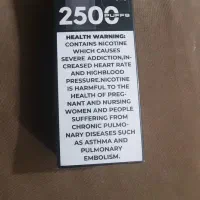 2500 PUFFS
HEALTH WARNING:
CONTAINS NICOTINE
WHICH CAUSES
SEVERE ADDICTION,IN-
CREASED HEART RATE
AND HIGHBLOOD
PRESSURE,NICOTINE
IS HARMFUL TO THE
HEALTH OF PREG-
NANT AND NURSING
WOMEN AND PEOPLE
SUFFERING FROM
CHRONIC PULMO-
NARY DISEASES SUCH
AS ASTHMA AND
PULMONARY
EMBOLISM.